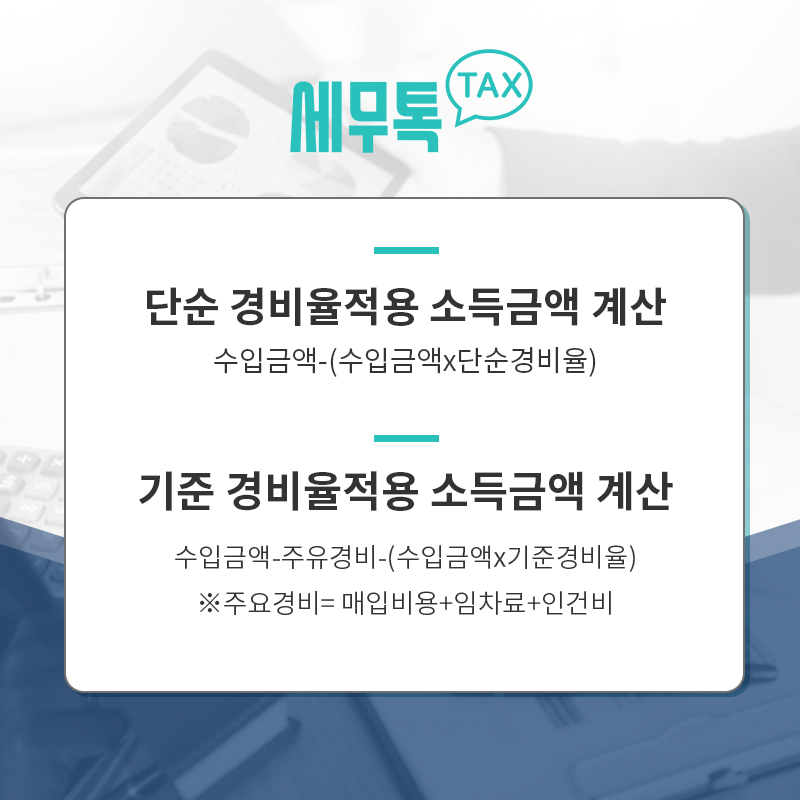 세무톡 TAX
단순 경비율적용 소득금액 계산
수입금액-(수입금액x단순경비율)
기준 경비율적용 소득금액 계산
수입금액-주유경비-(수입금액x기준경비율)
※주요경비= 매입비용+임차료+인건비